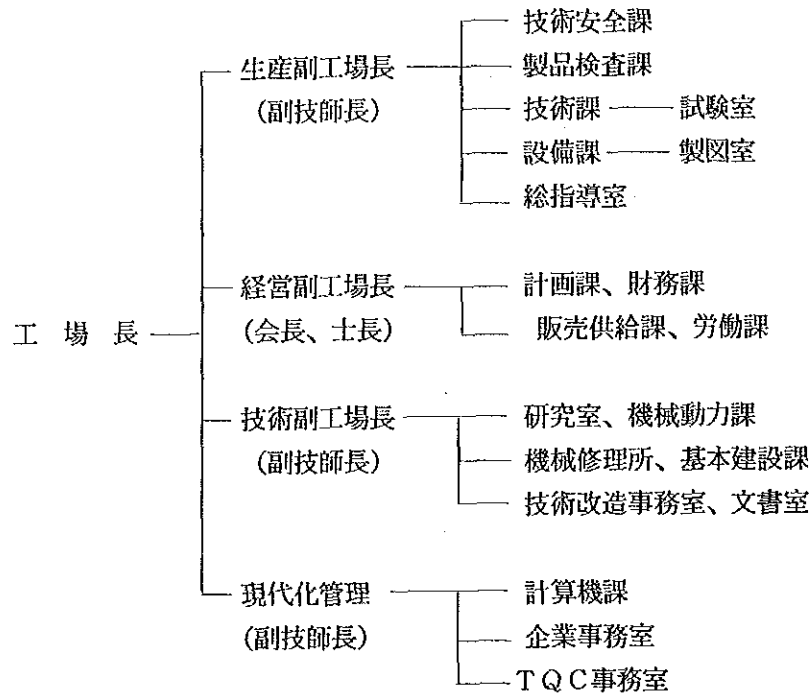 技術安全課
生産副工場長 製品検査課
(副技師長) 技術課 試験室
設備課 製図室
総指導室
経営副工場長 計画課、財務課
工場長 (会長、士長) 販売供給課、労働課
技術副工場長 研究室、機械動力課
(副技師長) 機械修理所、基本建設課
技術改造事務室、文書室
現代化管理 計算機課
(副技師長) 企業事務室
TQC事務室